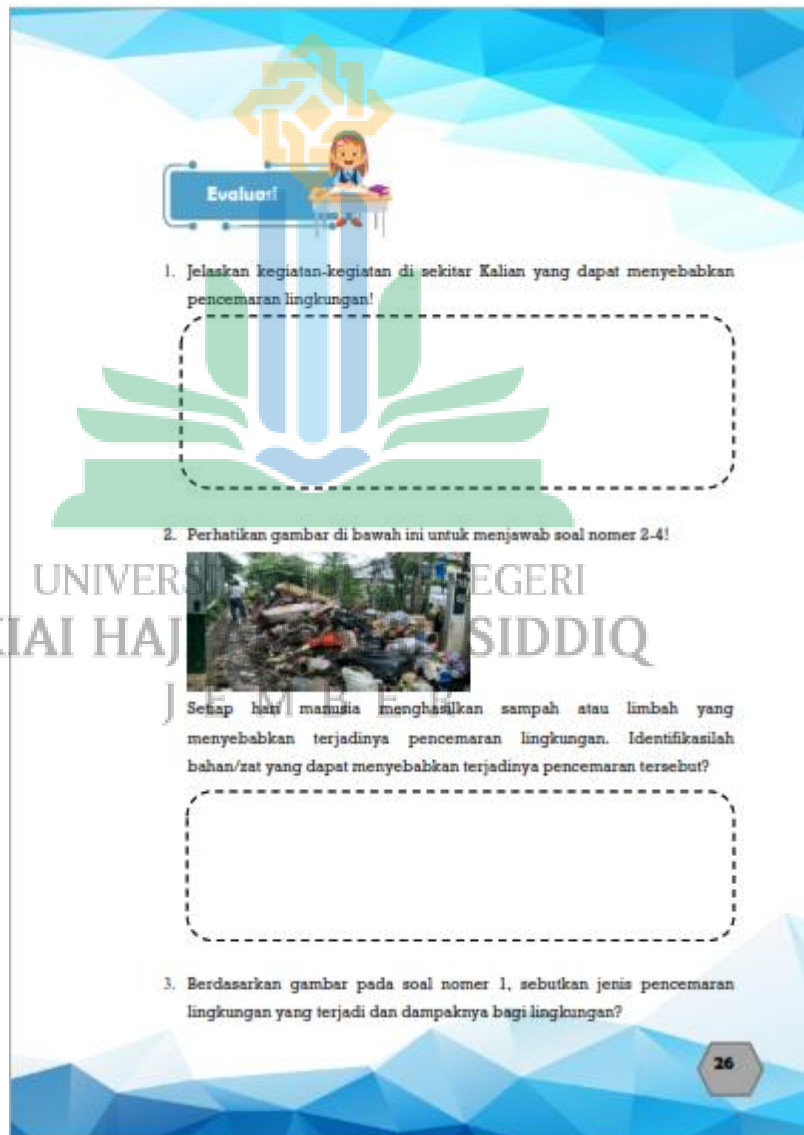 Evaluasi
1. Jelaskan kegiatan-kegiatan di sekitar Kalian yang dapat menyebabkan
pencemaran lingkungan!
2. Perhatikan gambar di bawah ini untuk menjawab soal nomer 2-4!
UNIVERS EGERI
KIAI HAJ SIDDIQ
J E M B E R
Setiap hari manusia menghasilkan sampah atau limbah yang
menyebabkan terjadinya pencemaran lingkungan. Identifikasilah
bahan/zat yang dapat menyebabkan terjadinya pencemaran tersebut?
3. Berdasarkan gambar pada soal nomer 1, sebutkan jenis pencemaran
lingkungan yang terjadi dan dampaknya bagi lingkungan?
26